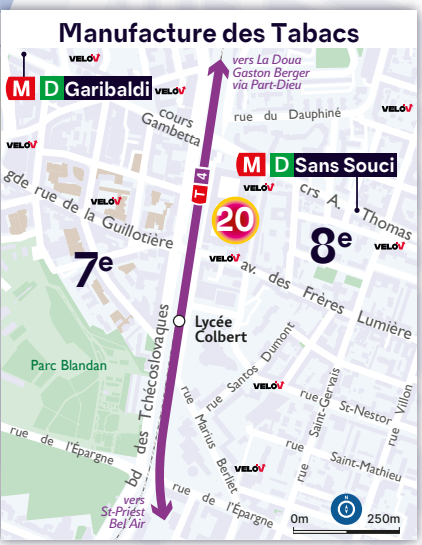 Manufacture des Tabacs
VELO'V
vers La Doua
Gaston Berger
via Part-Dieu
M D Garibaldi
VELO'V
VELO'V
cours
Gambetta
rue du Dauphiné
VELO'V
M D Sans Souci
gde rue de la Guillotière
T 4
VELO'V
crs A. Thomas
VELO'V
20
8e
VELO'V
7e
VELO'V
av. des Frères Lumière
Lycée
Colbert
bd des Tchécoslovaques
Parc Blandan
rue Santos Dumont
VELO'V
rue St-Nestor
rue Saint-Gervais
rue Villon
rue Marius Berliet
rue de l'Épargne
rue Saint-Mathieu
VELO'V
vers
St-Priest
Bel Air
rue de l'Épargne
N
0m 250m